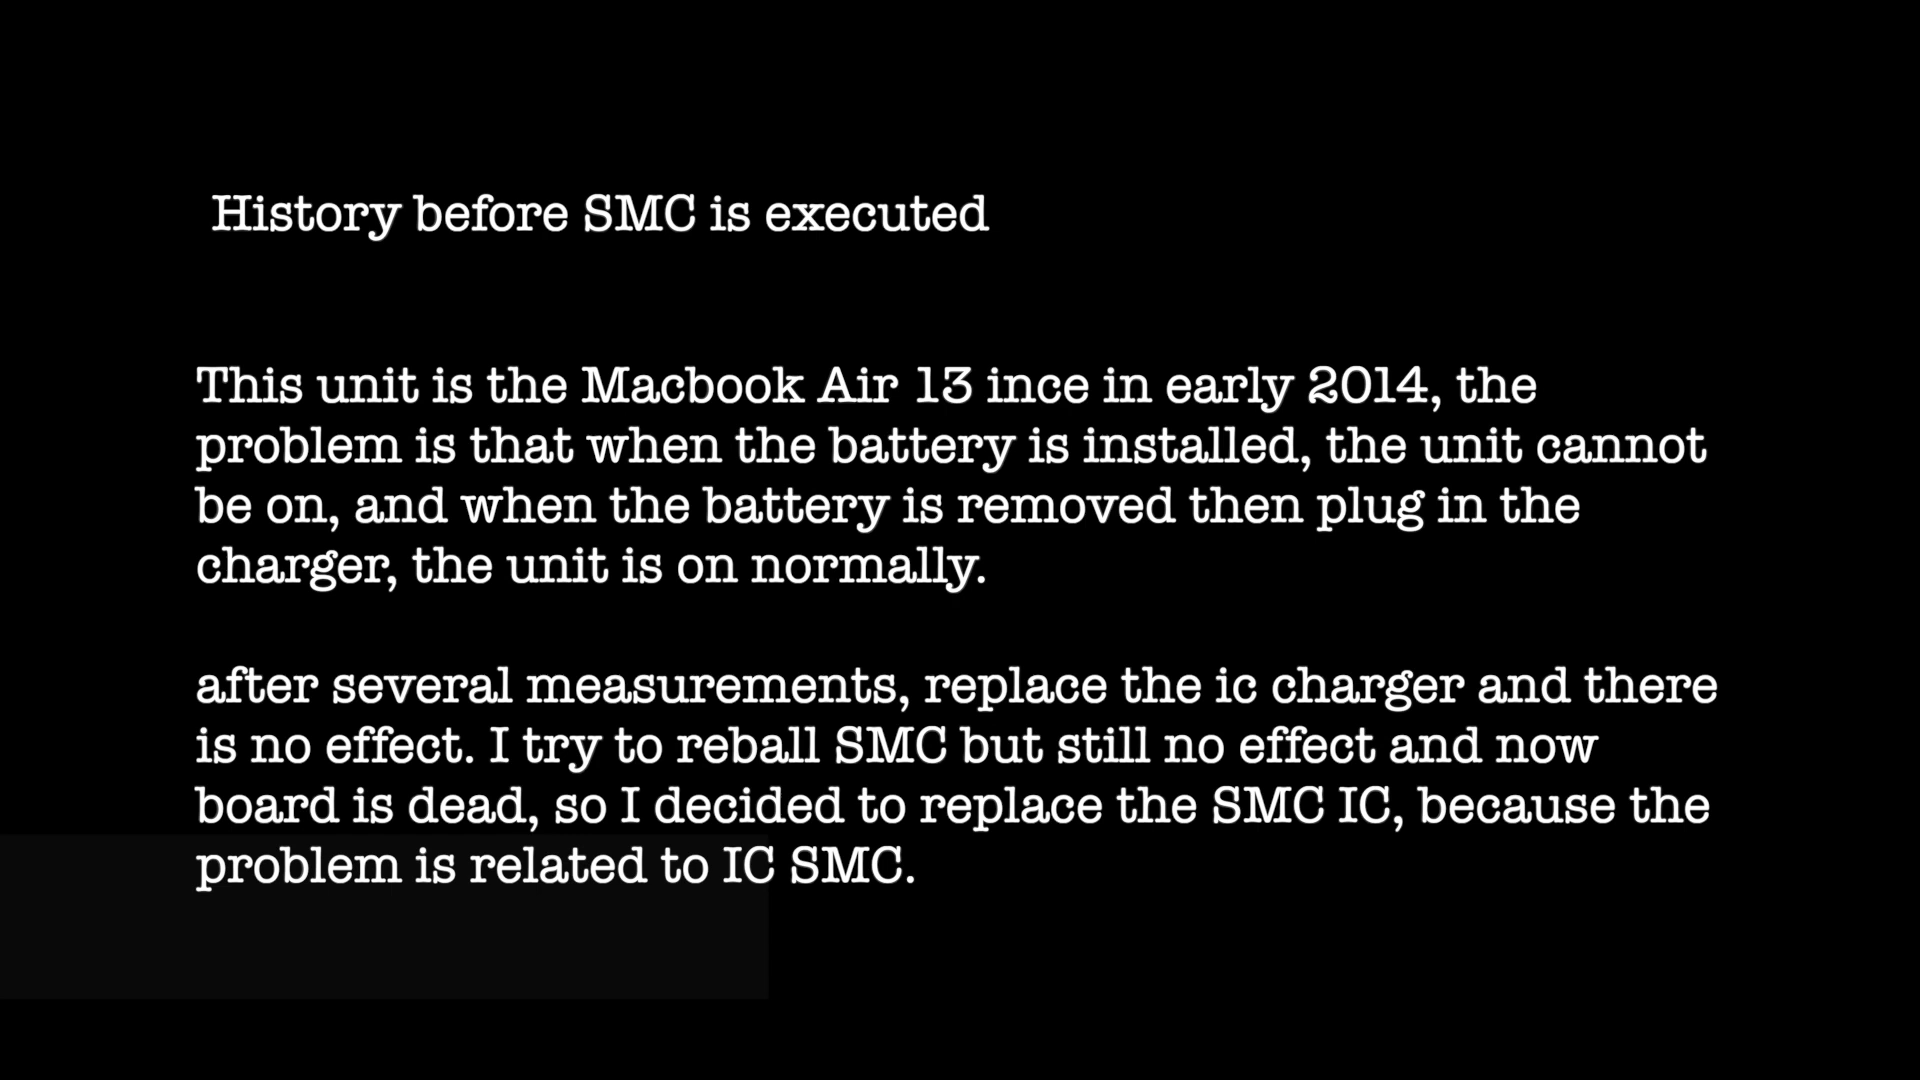 History before SMC is executed
This unit is the Macbook Air 13 ince in early 2014, the
problem is that when the battery is installed, the unit cannot
be on, and when the battery is removed then plug in the
charger, the unit is on normally.
after several measurements, replace the ic charger and there
is no effect. I try to reball SMC but still no effect and now
board is dead, so I decided to replace the SMC IC, because the
problem is related to IC SMC.